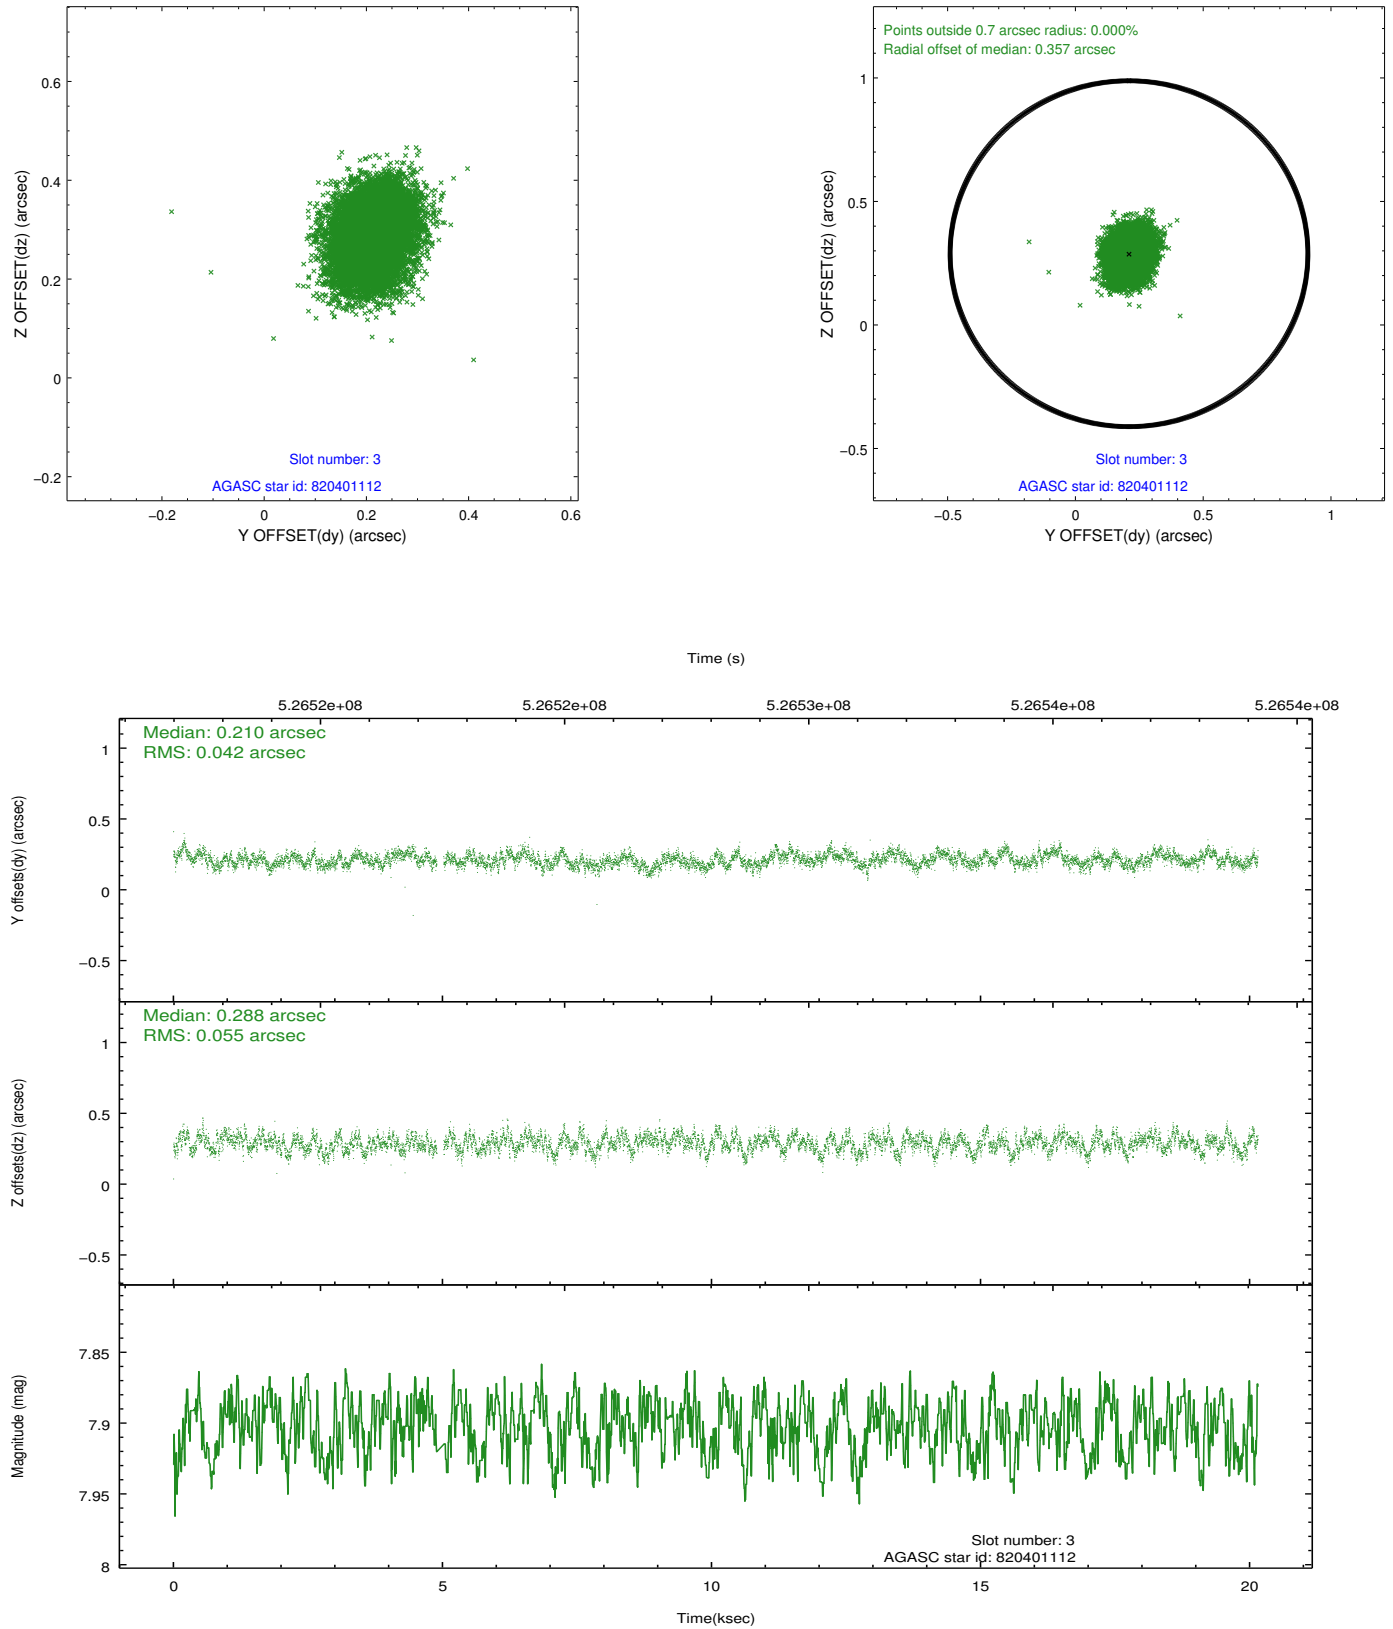 0.6
0.4
0.2
0
−0.2
Z OFFSET(dz) (arcsec)
Slot number: 3
AGASC star id: 820401112
−0.2
0
0.2
0.4
0.6
Y OFFSET(dy) (arcsec)
Points outside 0.7 arcsec radius: 0.000%
Radial offset of median: 0.357 arcsec
1
0.5
0
−0.5
Z OFFSET(dz) (arcsec)
Slot number: 3
AGASC star id: 820401112
−0.5
0
0.5
1
Y OFFSET(dy) (arcsec)
Time (s)
5.2652e+08
5.2652e+08
5.2653e+08
5.2654e+08
5.2654e+08
Median: 0.210 arcsec
RMS: 0.042 arcsec
1
0.5
0
−0.5
Y offsets(dy) (arcsec)
Median: 0.288 arcsec
RMS: 0.055 arcsec
1
0.5
0
−0.5
Z offsets(dz) (arcsec)
7.85
7.9
7.95
8
Magnitude (mag)
Slot number: 3
AGASC star id: 820401112
0
5
10
15
20
Time(ksec)